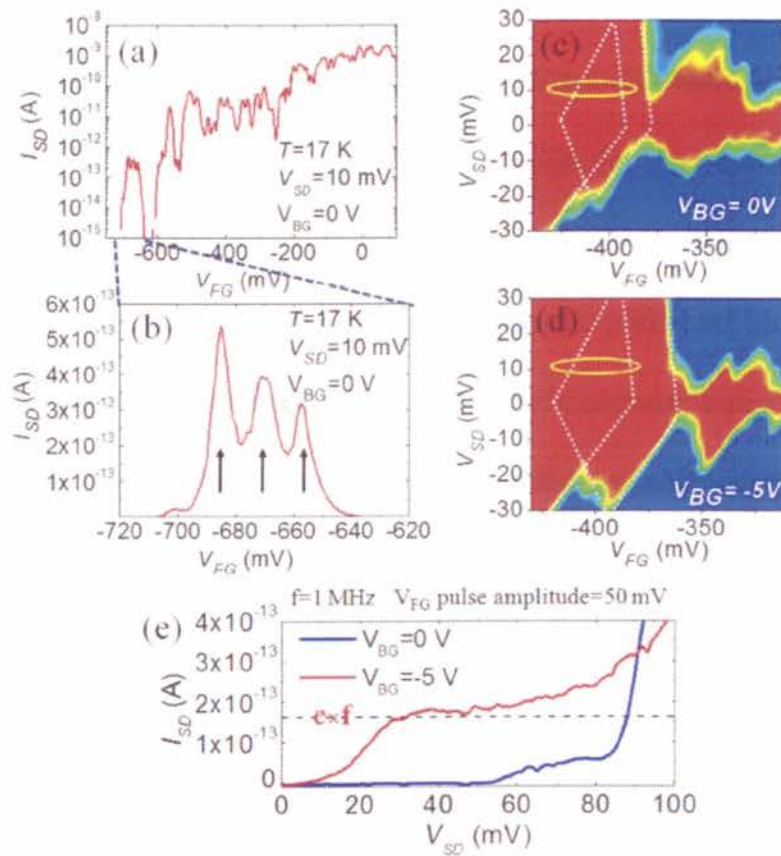 (a)
10⁻⁸
10⁻⁹
10⁻¹⁰
10⁻¹¹
10⁻¹²
10⁻¹³
10⁻¹⁴
10⁻¹⁵
I_SD (A)
T=17 K
V_SD=10 mV
V_BG=0 V
-600 -400 -200 0
V_FG (mV)
(b)
6x10⁻¹³
5x10⁻¹³
4x10⁻¹³
3x10⁻¹³
2x10⁻¹³
1x10⁻¹³
I_SD (A)
T=17 K
V_SD=10 mV
V_BG=0 V
-720 -700 -680 -660 -640 -620
V_FG (mV)
(c)
30
20
10
0
-10
-20
-30
V_SD (mV)
V_BG= 0V
-400 -350
V_FG (mV)
(d)
30
20
10
0
-10
-20
-30
V_SD (mV)
V_BG= -5V
-400 -350
V_FG (mV)
f=1 MHz V_FG pulse amplitude=50 mV
(e)
4x10⁻¹³
3x10⁻¹³
2x10⁻¹³
1x10⁻¹³
0
I_SD (A)
V_BG=0 V
V_BG=-5 V
e×f
0 20 40 60 80 100
V_SD (mV)